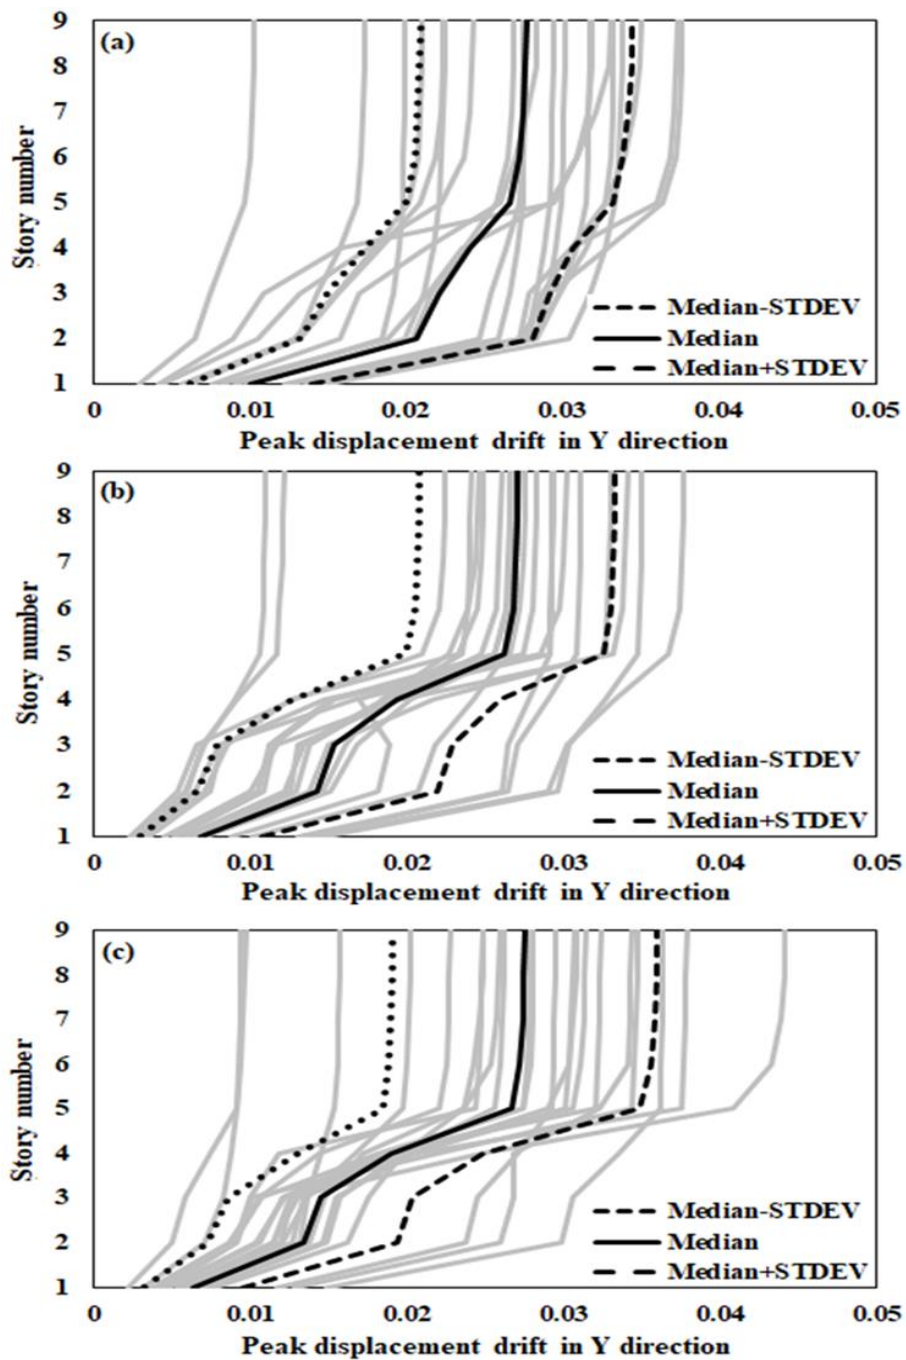 (a)
9
8
7
6
5
4
3
2
1
Story number
Median-STDEV
Median
Median+STDEV
0 0.01 0.02 0.03 0.04 0.05
Peak displacement drift in Y direction
(b)
9
8
7
6
5
4
3
2
1
Story number
Median-STDEV
Median
Median+STDEV
0 0.01 0.02 0.03 0.04 0.05
Peak displacement drift in Y direction
(c)
9
8
7
6
5
4
3
2
1
Story number
Median-STDEV
Median
Median+STDEV
0 0.01 0.02 0.03 0.04 0.05
Peak displacement drift in Y direction